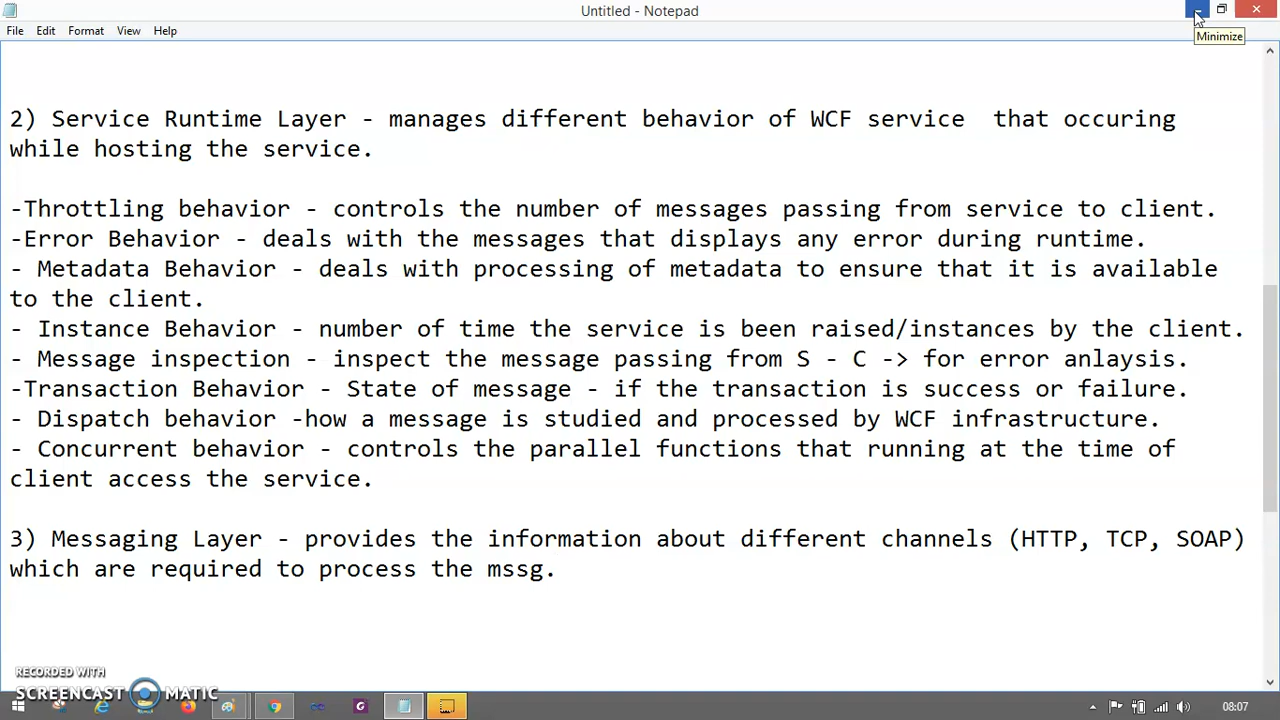 Untitled - Notepad
File Edit Format View Help
Minimize
2) Service Runtime Layer - manages different behavior of WCF service  that occuring
while hosting the service.
-Throttling behavior - controls the number of messages passing from service to client.
-Error Behavior - deals with the messages that displays any error during runtime.
- Metadata Behavior - deals with processing of metadata to ensure that it is available
to the client.
- Instance Behavior - number of time the service is been raised/instances by the client.
- Message inspection - inspect the message passing from S - C -> for error anlaysis.
-Transaction Behavior - State of message - if the transaction is success or failure.
- Dispatch behavior -how a message is studied and processed by WCF infrastructure.
- Concurrent behavior - controls the parallel functions that running at the time of
client access the service.
3) Messaging Layer - provides the information about different channels (HTTP, TCP, SOAP)
which are required to process the mssg.
RECORDED WITH
SCREENCAST MATIC
08:07